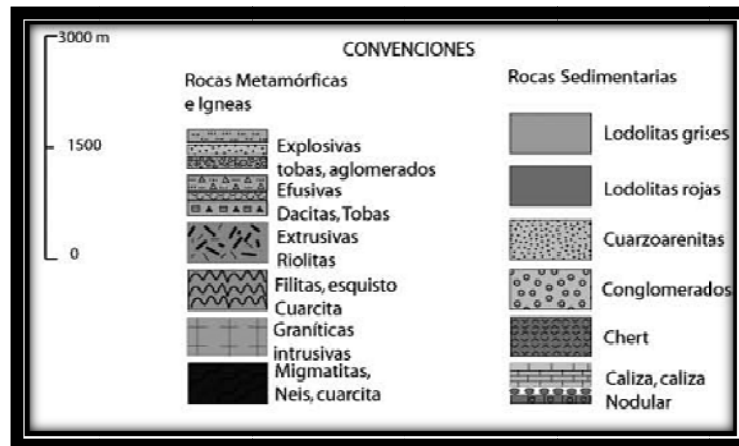 3000 m
1500
0
CONVENCIONES
Rocas Metamórficas
e Igneas
Explosivas
tobas, aglomerados
Efusivas
Dacitas, Tobas
Extrusivas
Riolitas
Filitas, esquisto
Cuarcita
Graníticas
intrusivas
Migmatitas,
Neis, cuarcita
Rocas Sedimentarias
Lodolitas grises
Lodolitas rojas
Cuarzoarenitas
Conglomerados
Chert
Caliza, caliza
Nodular